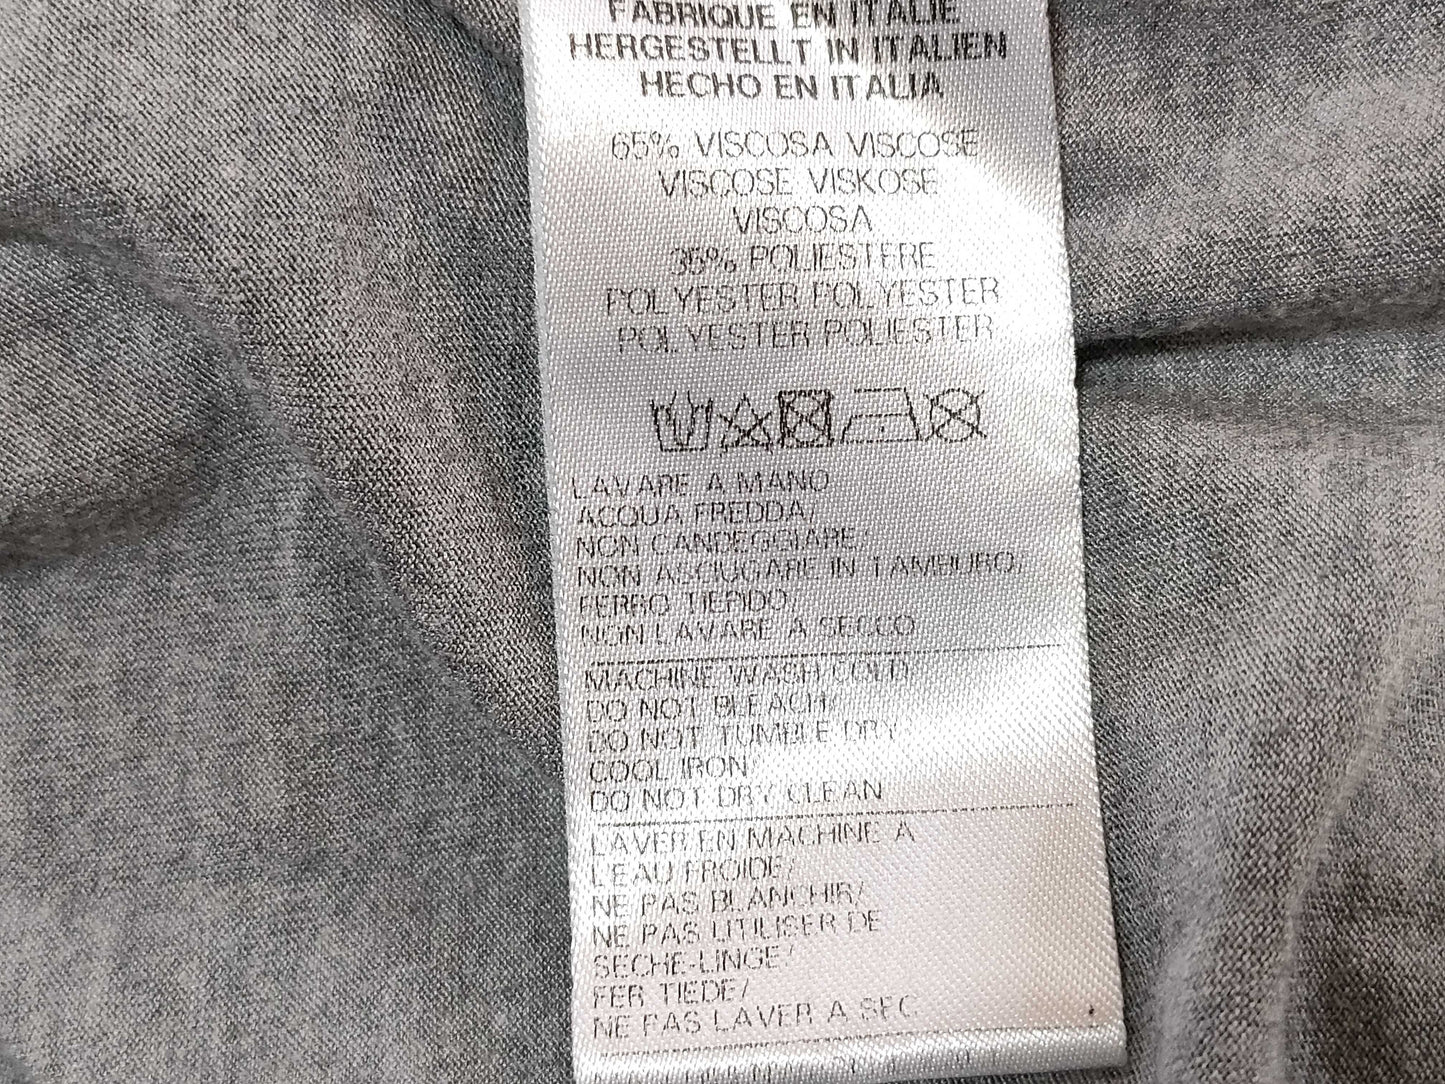 FABRIQUE EN ITALIE
HERGESTELLT IN ITALIEN
HECHO EN ITALIA
65% VISCOSA VISCOSE
VISCOSE VISKOSE
VISCOSA
35% POLIESTERE
POLYESTER POLYESTER
POLYESTER POLIESTER
LAVARE A MANO
ACQUA FREDDA/
NON CANDEGGIARE/
NON ASCIUGARE IN TAMBURO/
FERRO TIEPIDO/
NON LAVARE A SECCO
MACHINE WASH COLD/
DO NOT BLEACH/
DO NOT TUMBLE DRY/
COOL IRON/
DO NOT DRY CLEAN
LAVER EN MACHINE A
L'EAU FROIDE/
NE PAS BLANCHIR/
NE PAS UTILISER DE
SECHE-LINGE/
FER TIEDE/
NE PAS LAVER A SEC